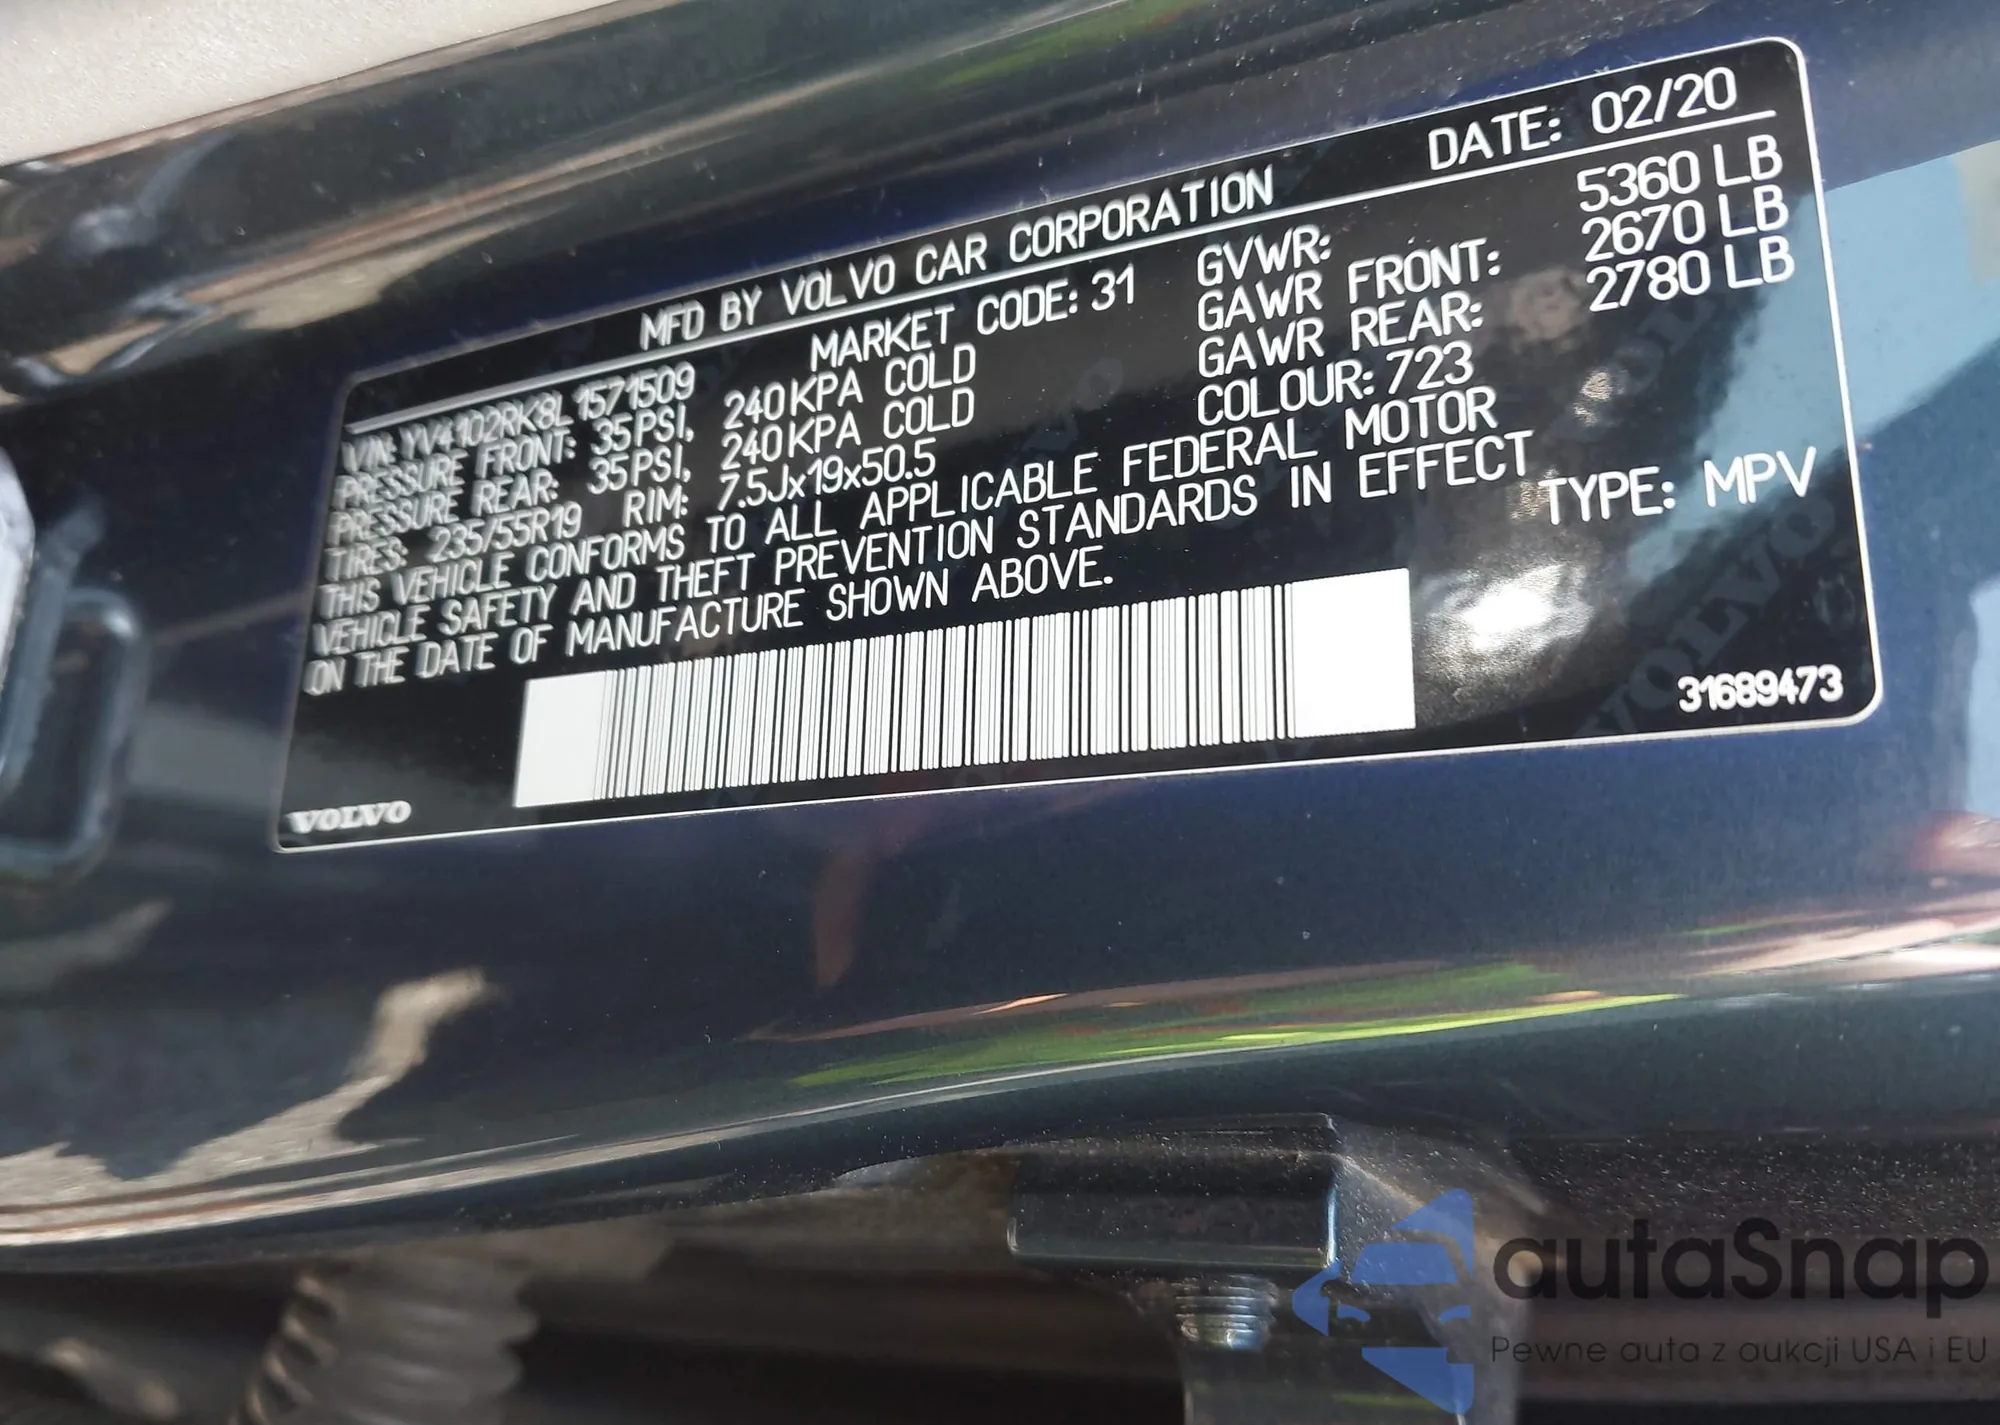 MFD BY VOLVO CAR CORPORATION DATE: 02/20
VIN: YV4102RK8L1571509 MARKET CODE: 31 GVWR: 5360 LB
PRESSURE FRONT: 35PSI, 240KPA COLD GAWR FRONT: 2670 LB
PRESSURE REAR: 35PSI, 240KPA COLD GAWR REAR: 2780 LB
TIRES: 235/55R19 RIM: 7.5Jx19x50.5 COLOUR: 723
THIS VEHICLE CONFORMS TO ALL APPLICABLE FEDERAL MOTOR
VEHICLE SAFETY AND THEFT PREVENTION STANDARDS IN EFFECT
ON THE DATE OF MANUFACTURE SHOWN ABOVE. TYPE: MPV
31689473
VOLVO
autaSnap
Pewne auta z aukcji USA i EU